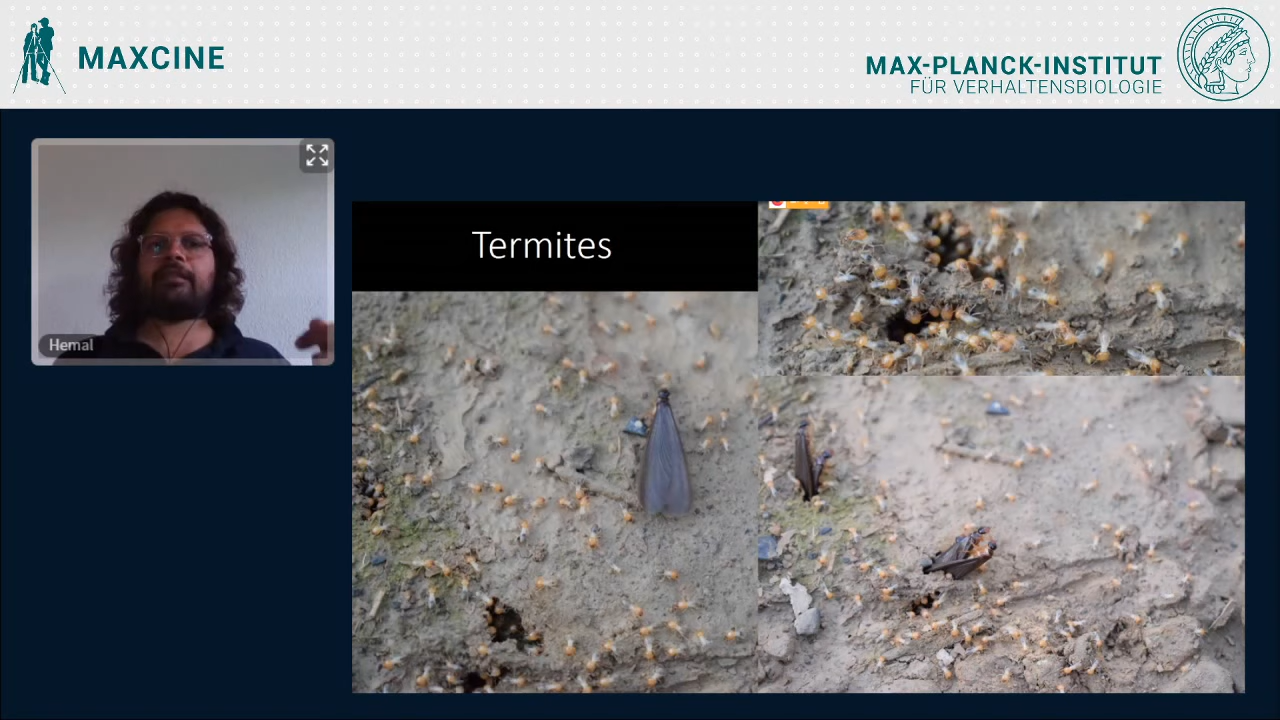 MAXCINE
MAX-PLANCK-INSTITUT
FÜR VERHALTENSBIOLOGIE
Hemal
Termites